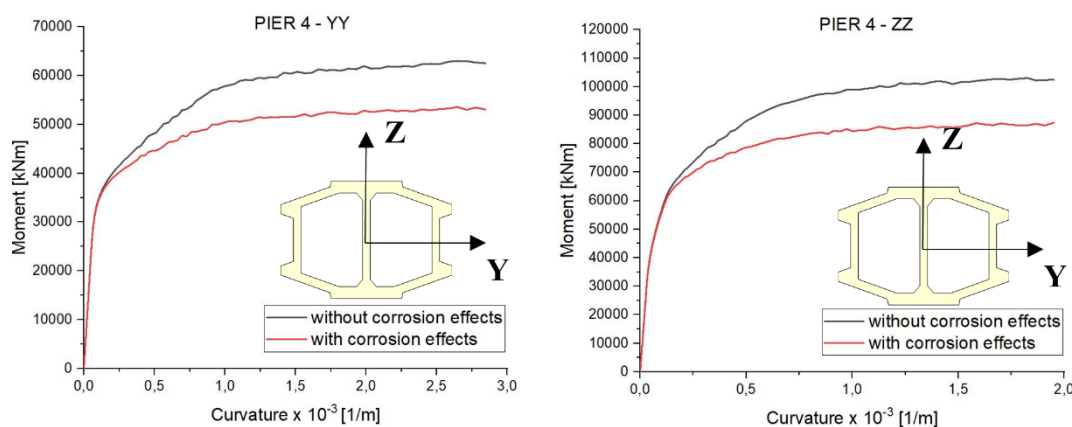 PIER 4 - YY
70000
60000
50000
40000
30000
20000
10000
0
Moment [kNm]
0,0 0,5 1,0 1,5 2,0 2,5 3,0
Curvature x 10⁻³ [1/m]
Z
Y
without corrosion effects
with corrosion effects
PIER 4 - ZZ
120000
110000
100000
90000
80000
70000
60000
50000
40000
30000
20000
10000
0
Moment [kNm]
0,0 0,5 1,0 1,5 2,0
Curvature x 10⁻³ [1/m]
Z
Y
without corrosion effects
with corrosion effects